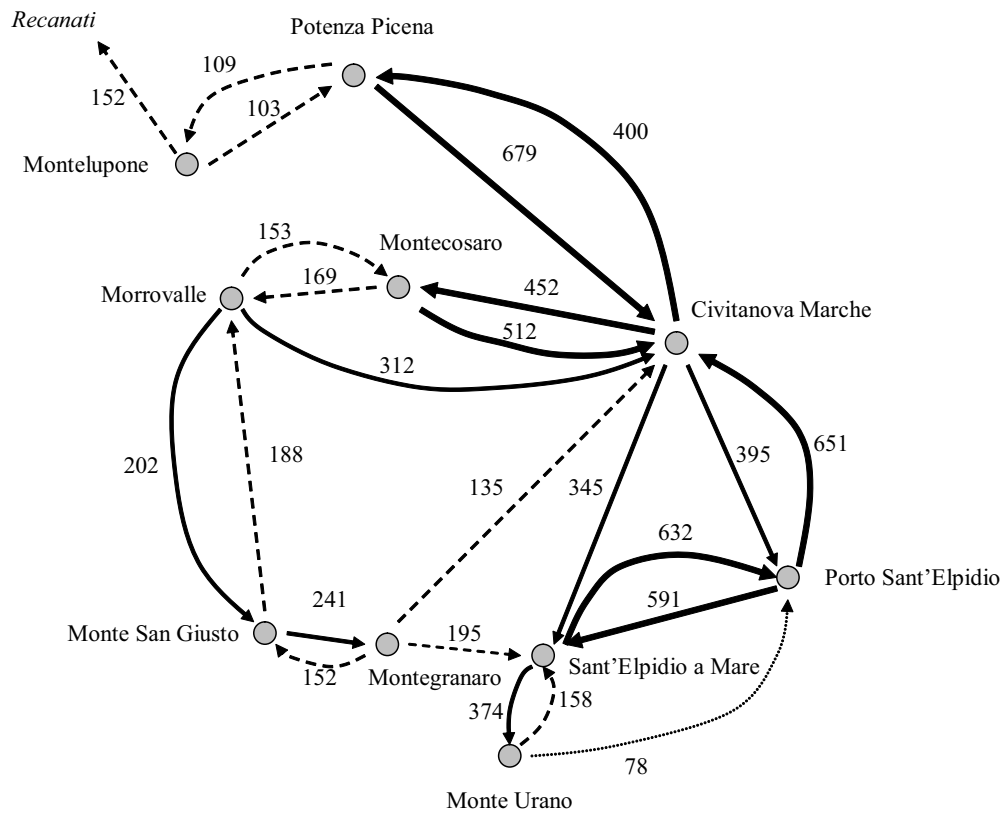 Recanati
Potenza Picena
109
152
103
400
679
Montelupone
153
Montecosaro
169
Morrovalle
452
Civitanova Marche
512
312
651
395
202
188
135
345
632
Porto Sant’Elpidio
591
241
Monte San Giusto
195
152
Montegranaro
Sant’Elpidio a Mare
374
158
78
Monte Urano